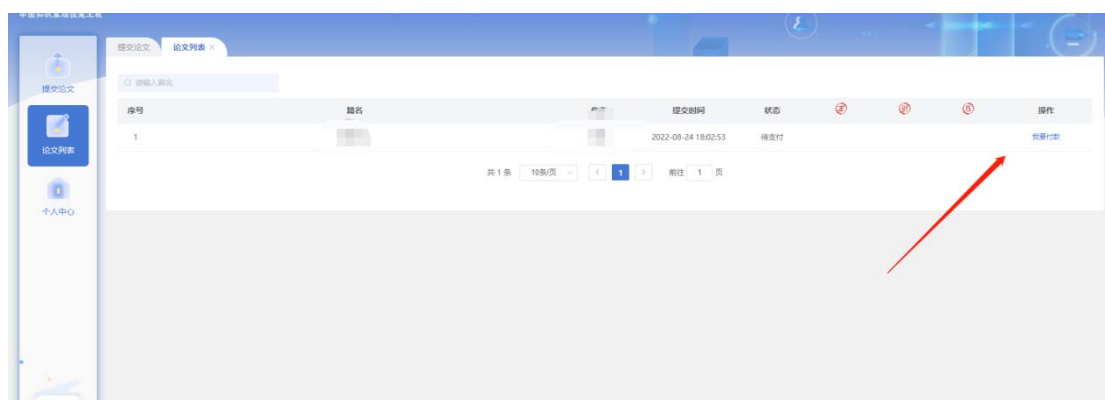 提交论文
论文列表 ×
提交论文
请输入篇名
序号 篇名 提交时间 状态 操作
1 2022-08-24 18:02:53 待支付 我要付款
论文列表
共 1 条 10条/页 < 1 > 前往 1 页
个人中心